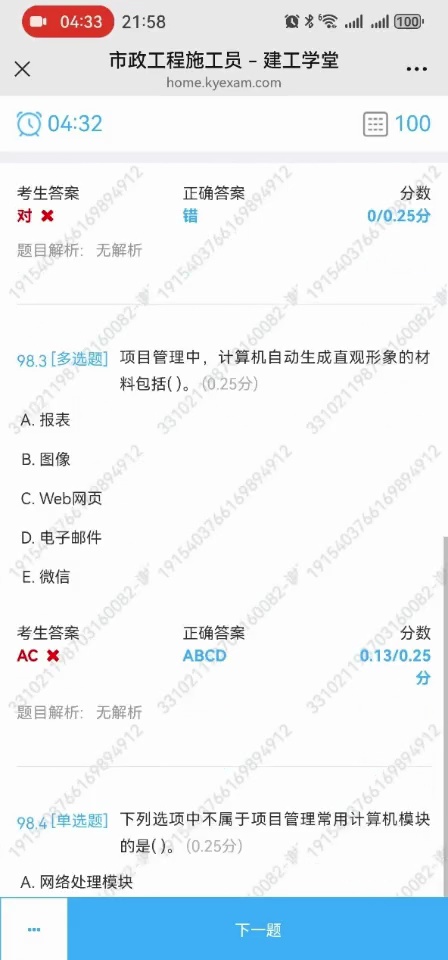 04:33 21:58 6 100
市政工程施工员 - 建工学堂
home.kyexam.com
04:32 100
考生答案 正确答案 分数
对 错 0/0.25分
题目解析: 无解析
98.3 [多选题] 项目管理中，计算机自动生成直观形象的材
料包括( )。(0.25分)
A. 报表
B. 图像
C. Web网页
D. 电子邮件
E. 微信
考生答案 正确答案 分数
AC ABCD 0.13/0.25
分
题目解析: 无解析
98.4 [单选题] 下列选项中不属于项目管理常用计算机模块
的是( )。(0.25分)
A. 网络处理模块
下一题